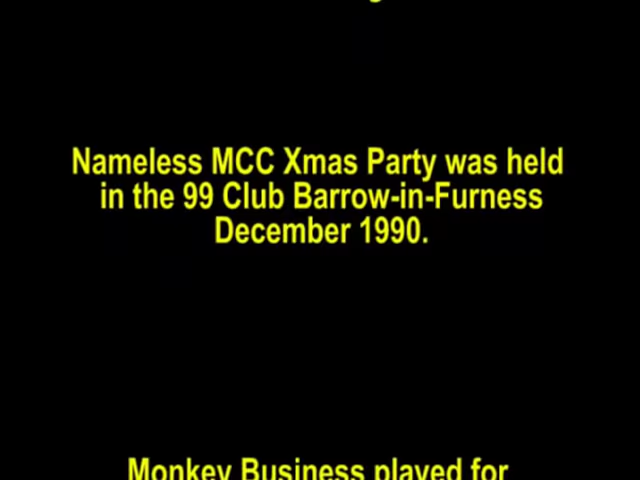 Nameless MCC Xmas Party was held
in the 99 Club Barrow-in-Furness
December 1990.
Monkey Business played for